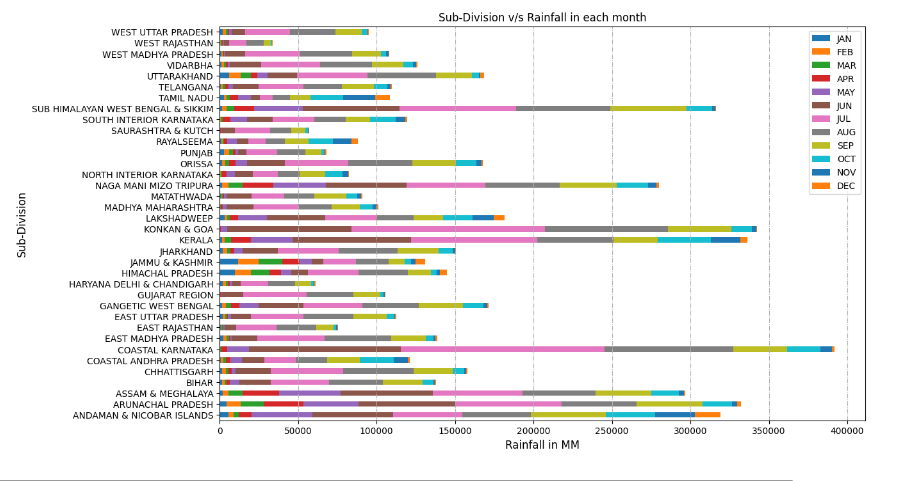 Sub-Division v/s Rainfall in each month
Sub-Division
WEST UTTAR PRADESH
WEST RAJASTHAN
WEST MADHYA PRADESH
VIDARBHA
UTTARAKHAND
TELANGANA
TAMIL NADU
SUB HIMALAYAN WEST BENGAL & SIKKIM
SOUTH INTERIOR KARNATAKA
SAURASHTRA & KUTCH
RAYALSEEMA
PUNJAB
ORISSA
NORTH INTERIOR KARNATAKA
NAGA MANI MIZO TRIPURA
MATATHWADA
MADHYA MAHARASHTRA
LAKSHADWEEP
KONKAN & GOA
KERALA
JHARKHAND
JAMMU & KASHMIR
HIMACHAL PRADESH
HARYANA DELHI & CHANDIGARH
GUJARAT REGION
GANGETIC WEST BENGAL
EAST UTTAR PRADESH
EAST RAJASTHAN
EAST MADHYA PRADESH
COASTAL KARNATAKA
COASTAL ANDHRA PRADESH
CHHATTISGARH
BIHAR
ASSAM & MEGHALAYA
ARUNACHAL PRADESH
ANDAMAN & NICOBAR ISLANDS
JAN
FEB
MAR
APR
MAY
JUN
JUL
AUG
SEP
OCT
NOV
DEC
0 50000 100000 150000 200000 250000 300000 350000 400000
Rainfall in MM